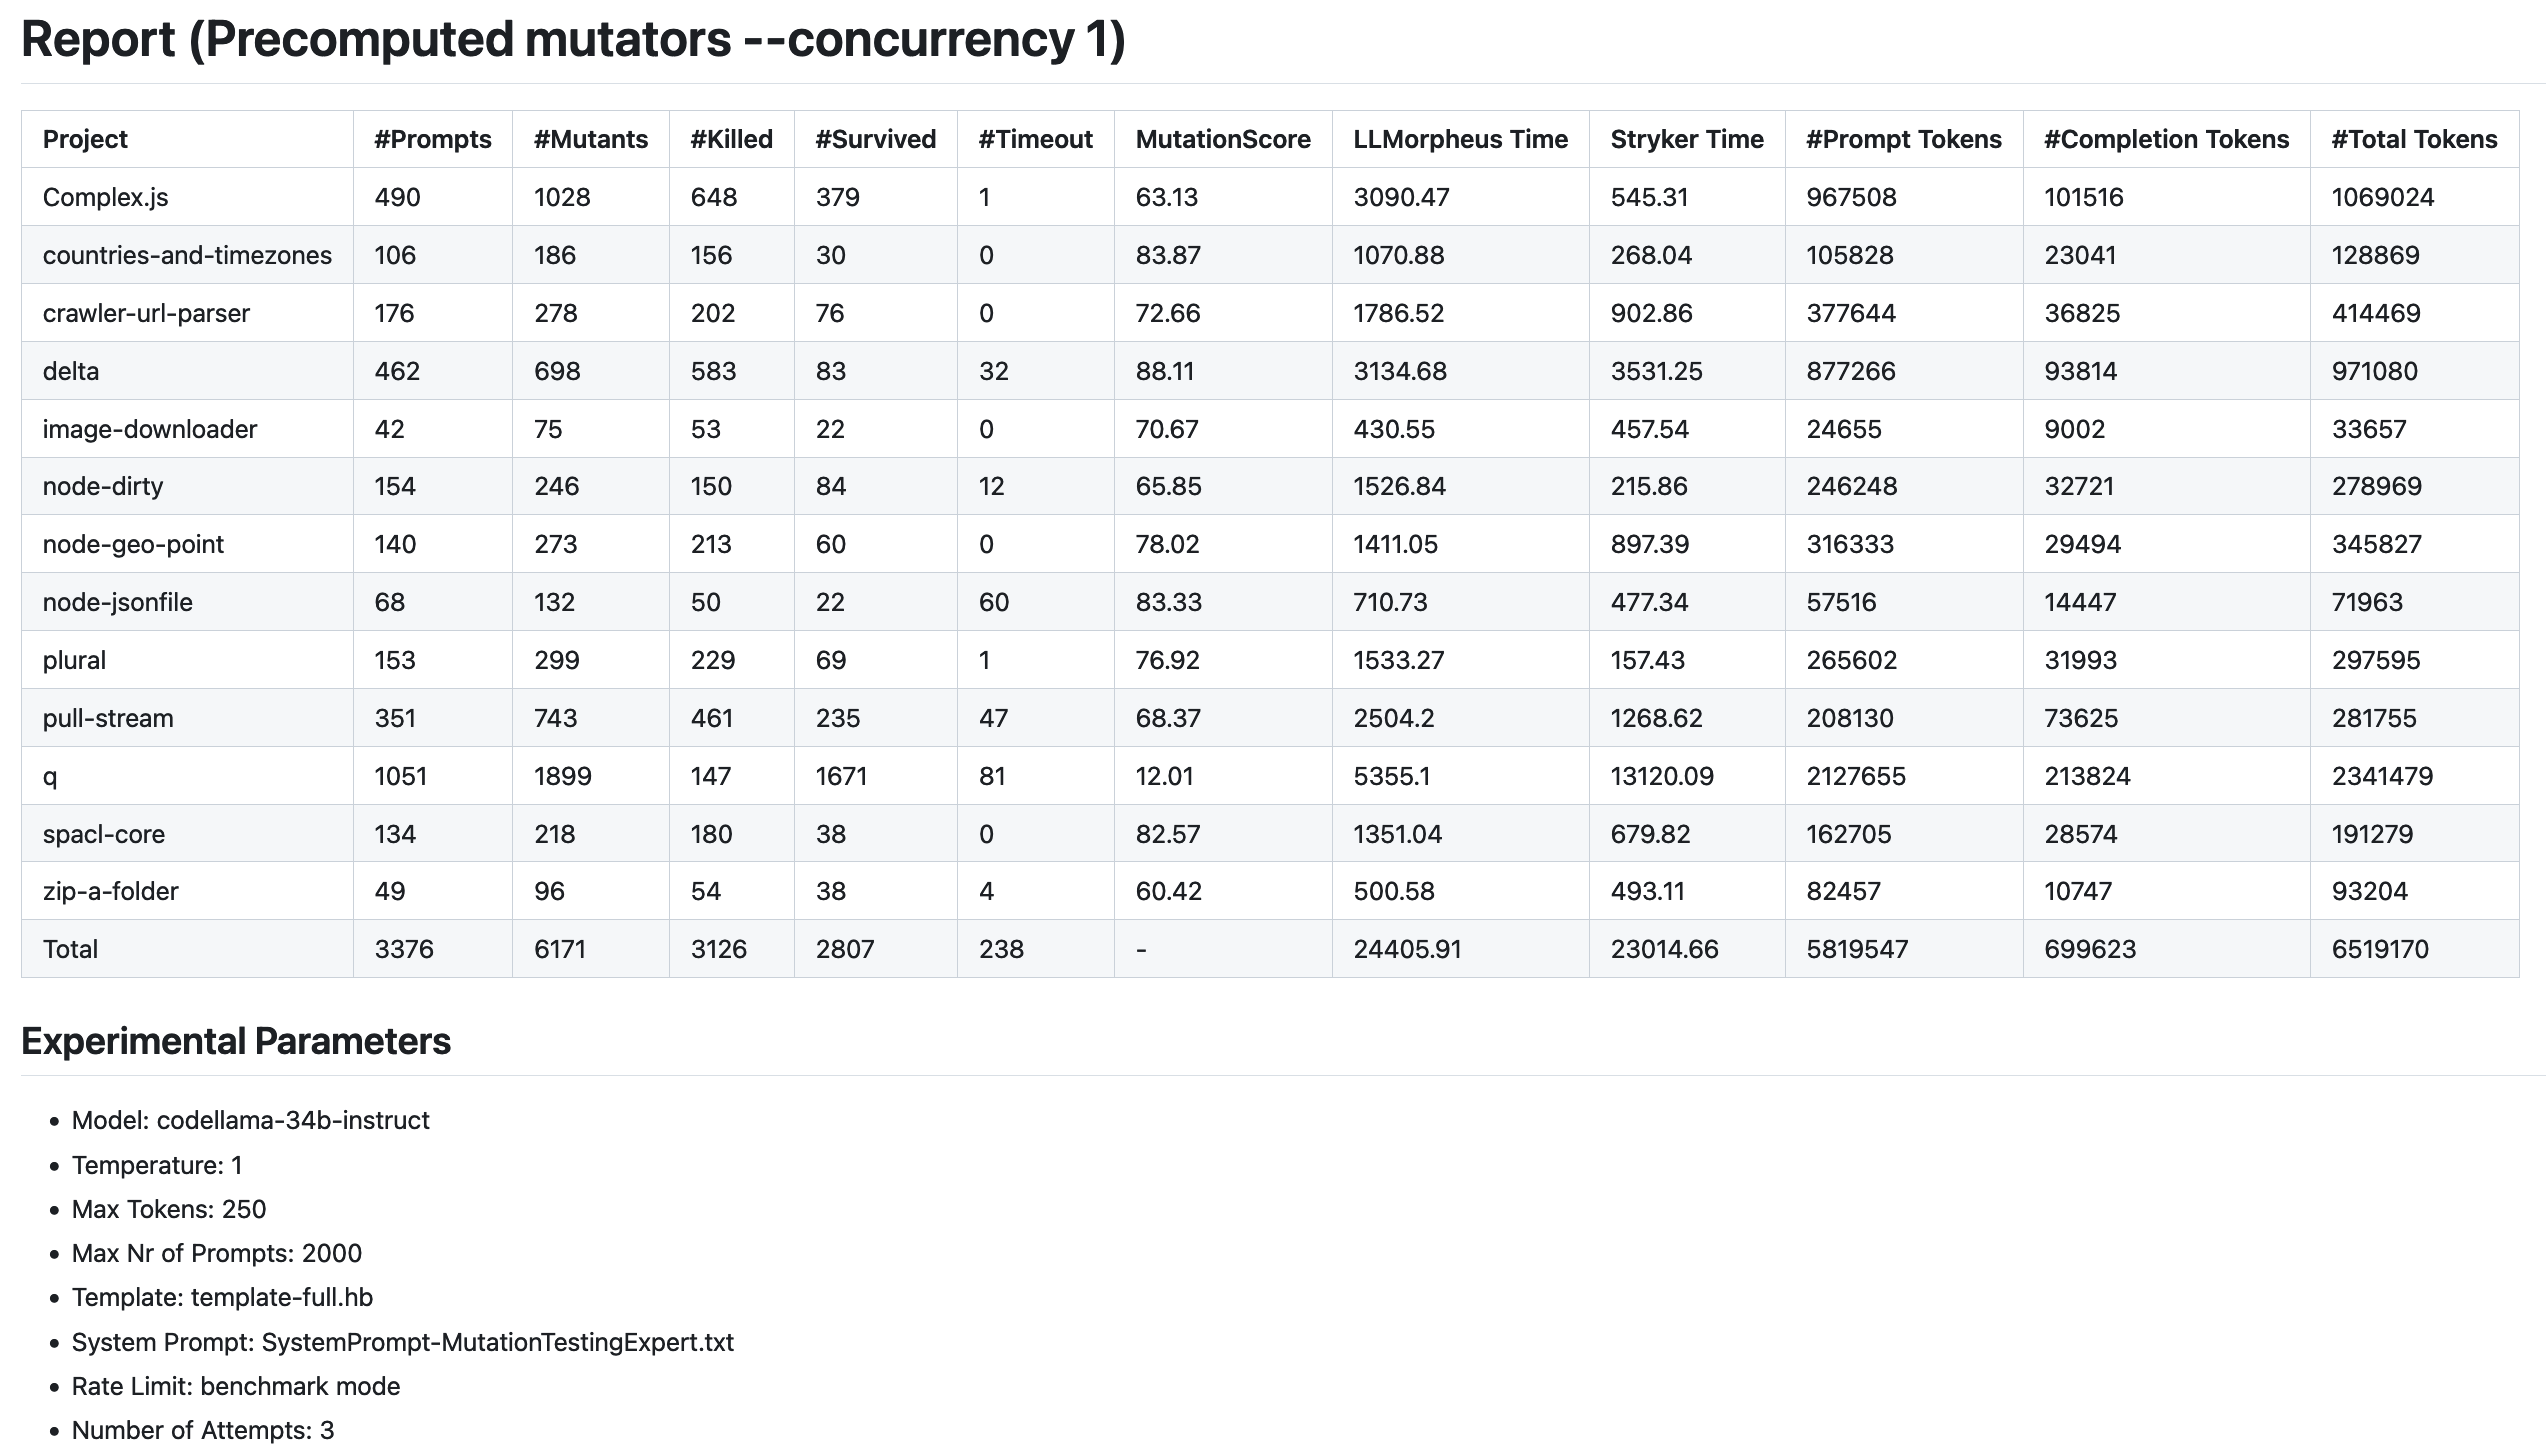 Report (Precomputed mutators --concurrency 1)
Project #Prompts #Mutants #Killed #Survived #Timeout MutationScore LLMorpheus Time Stryker Time #Prompt Tokens #Completion Tokens #Total Tokens
Complex.js 490 1028 648 379 1 63.13 3090.47 545.31 967508 101516 1069024
countries-and-timezones 106 186 156 30 0 83.87 1070.88 268.04 105828 23041 128869
crawler-url-parser 176 278 202 76 0 72.66 1786.52 902.86 377644 36825 414469
delta 462 698 583 83 32 88.11 3134.68 3531.25 877266 93814 971080
image-downloader 42 75 53 22 0 70.67 430.55 457.54 24655 9002 33657
node-dirty 154 246 150 84 12 65.85 1526.84 215.86 246248 32721 278969
node-geo-point 140 273 213 60 0 78.02 1411.05 897.39 316333 29494 345827
node-jsonfile 68 132 50 22 60 83.33 710.73 477.34 57516 14447 71963
plural 153 299 229 69 1 76.92 1533.27 157.43 265602 31993 297595
pull-stream 351 743 461 235 47 68.37 2504.2 1268.62 208130 73625 281755
q 1051 1899 147 1671 81 12.01 5355.1 13120.09 2127655 213824 2341479
spacl-core 134 218 180 38 0 82.57 1351.04 679.82 162705 28574 191279
zip-a-folder 49 96 54 38 4 60.42 500.58 493.11 82457 10747 93204
Total 3376 6171 3126 2807 238 - 24405.91 23014.66 5819547 699623 6519170
Experimental Parameters
• Model: codellama-34b-instruct
• Temperature: 1
• Max Tokens: 250
• Max Nr of Prompts: 2000
• Template: template-full.hb
• System Prompt: SystemPrompt-MutationTestingExpert.txt
• Rate Limit: benchmark mode
• Number of Attempts: 3